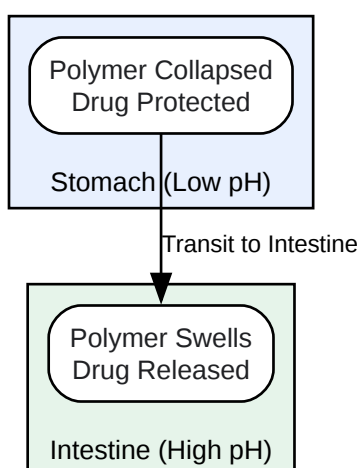 Polymer Collapsed
Drug Protected
Stomach (Low pH)
Transit to Intestine
Polymer Swells
Drug Released
Intestine (High pH)